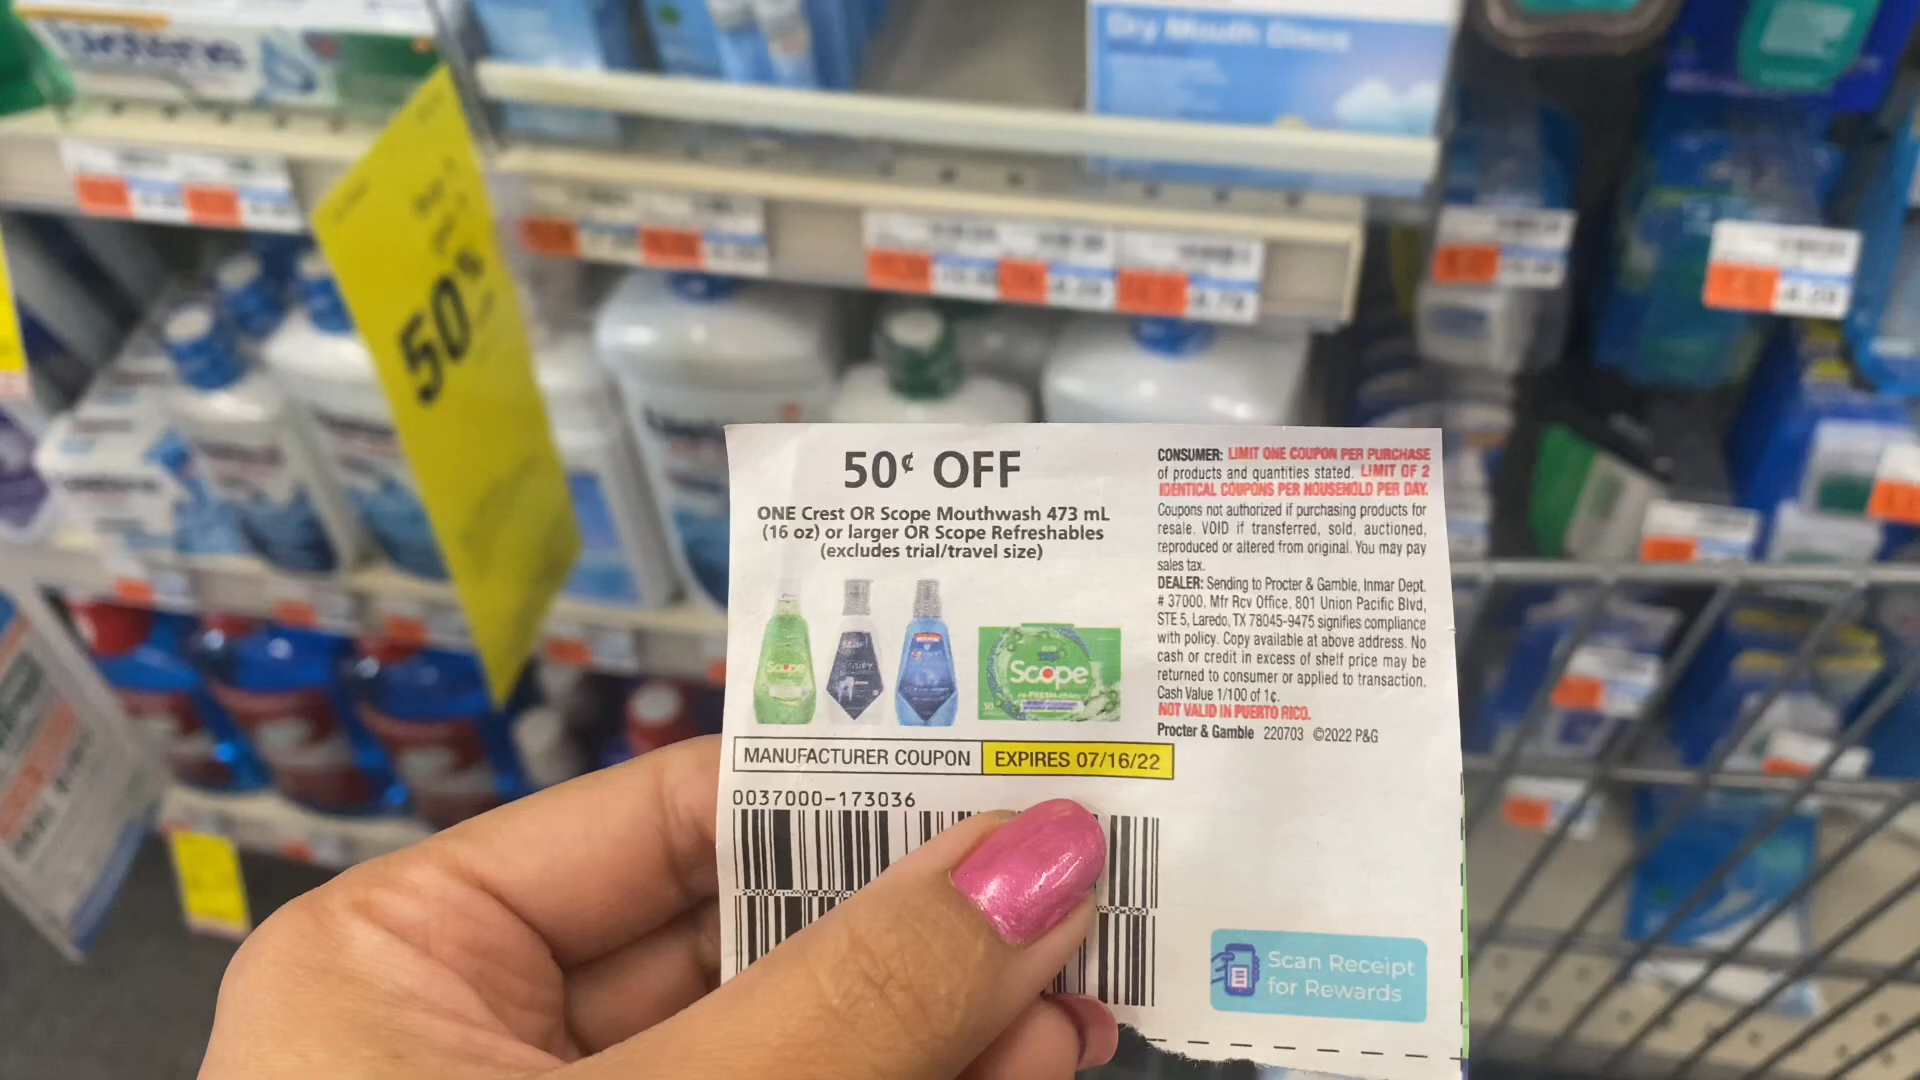 Dry Mouth Discs
50
50¢ OFF
ONE Crest OR Scope Mouthwash 473 mL
(16 oz) or larger OR Scope Refreshables
(excludes trial/travel size)
Scope
Scope
MANUFACTURER COUPON
EXPIRES 07/16/22
0037000-173036
CONSUMER: LIMIT ONE COUPON PER PURCHASE
of products and quantities stated. LIMIT OF 2
IDENTICAL COUPONS PER HOUSEHOLD PER DAY.
Coupons not authorized if purchasing products for
resale. VOID if transferred, sold, auctioned,
reproduced or altered from original. You may pay
sales tax.
DEALER: Sending to Procter & Gamble, Inmar Dept.
# 37000, Mfr Rcv Office, 801 Union Pacific Blvd,
STE 5, Laredo, TX 78045-9475 signifies compliance
with policy. Copy available at above address. No
cash or credit in excess of shelf price may be
returned to consumer or applied to transaction.
Cash Value 1/100 of 1¢.
NOT VALID IN PUERTO RICO.
Procter & Gamble 220703 ©2022 P&G
Scan Receipt
for Rewards